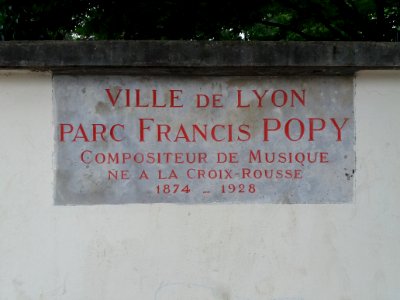 VILLE DE LYON
PARC FRANCIS POPY
COMPOSITEUR DE MUSIQUE
NE A LA CROIX-ROUSSE
1874 - 1928